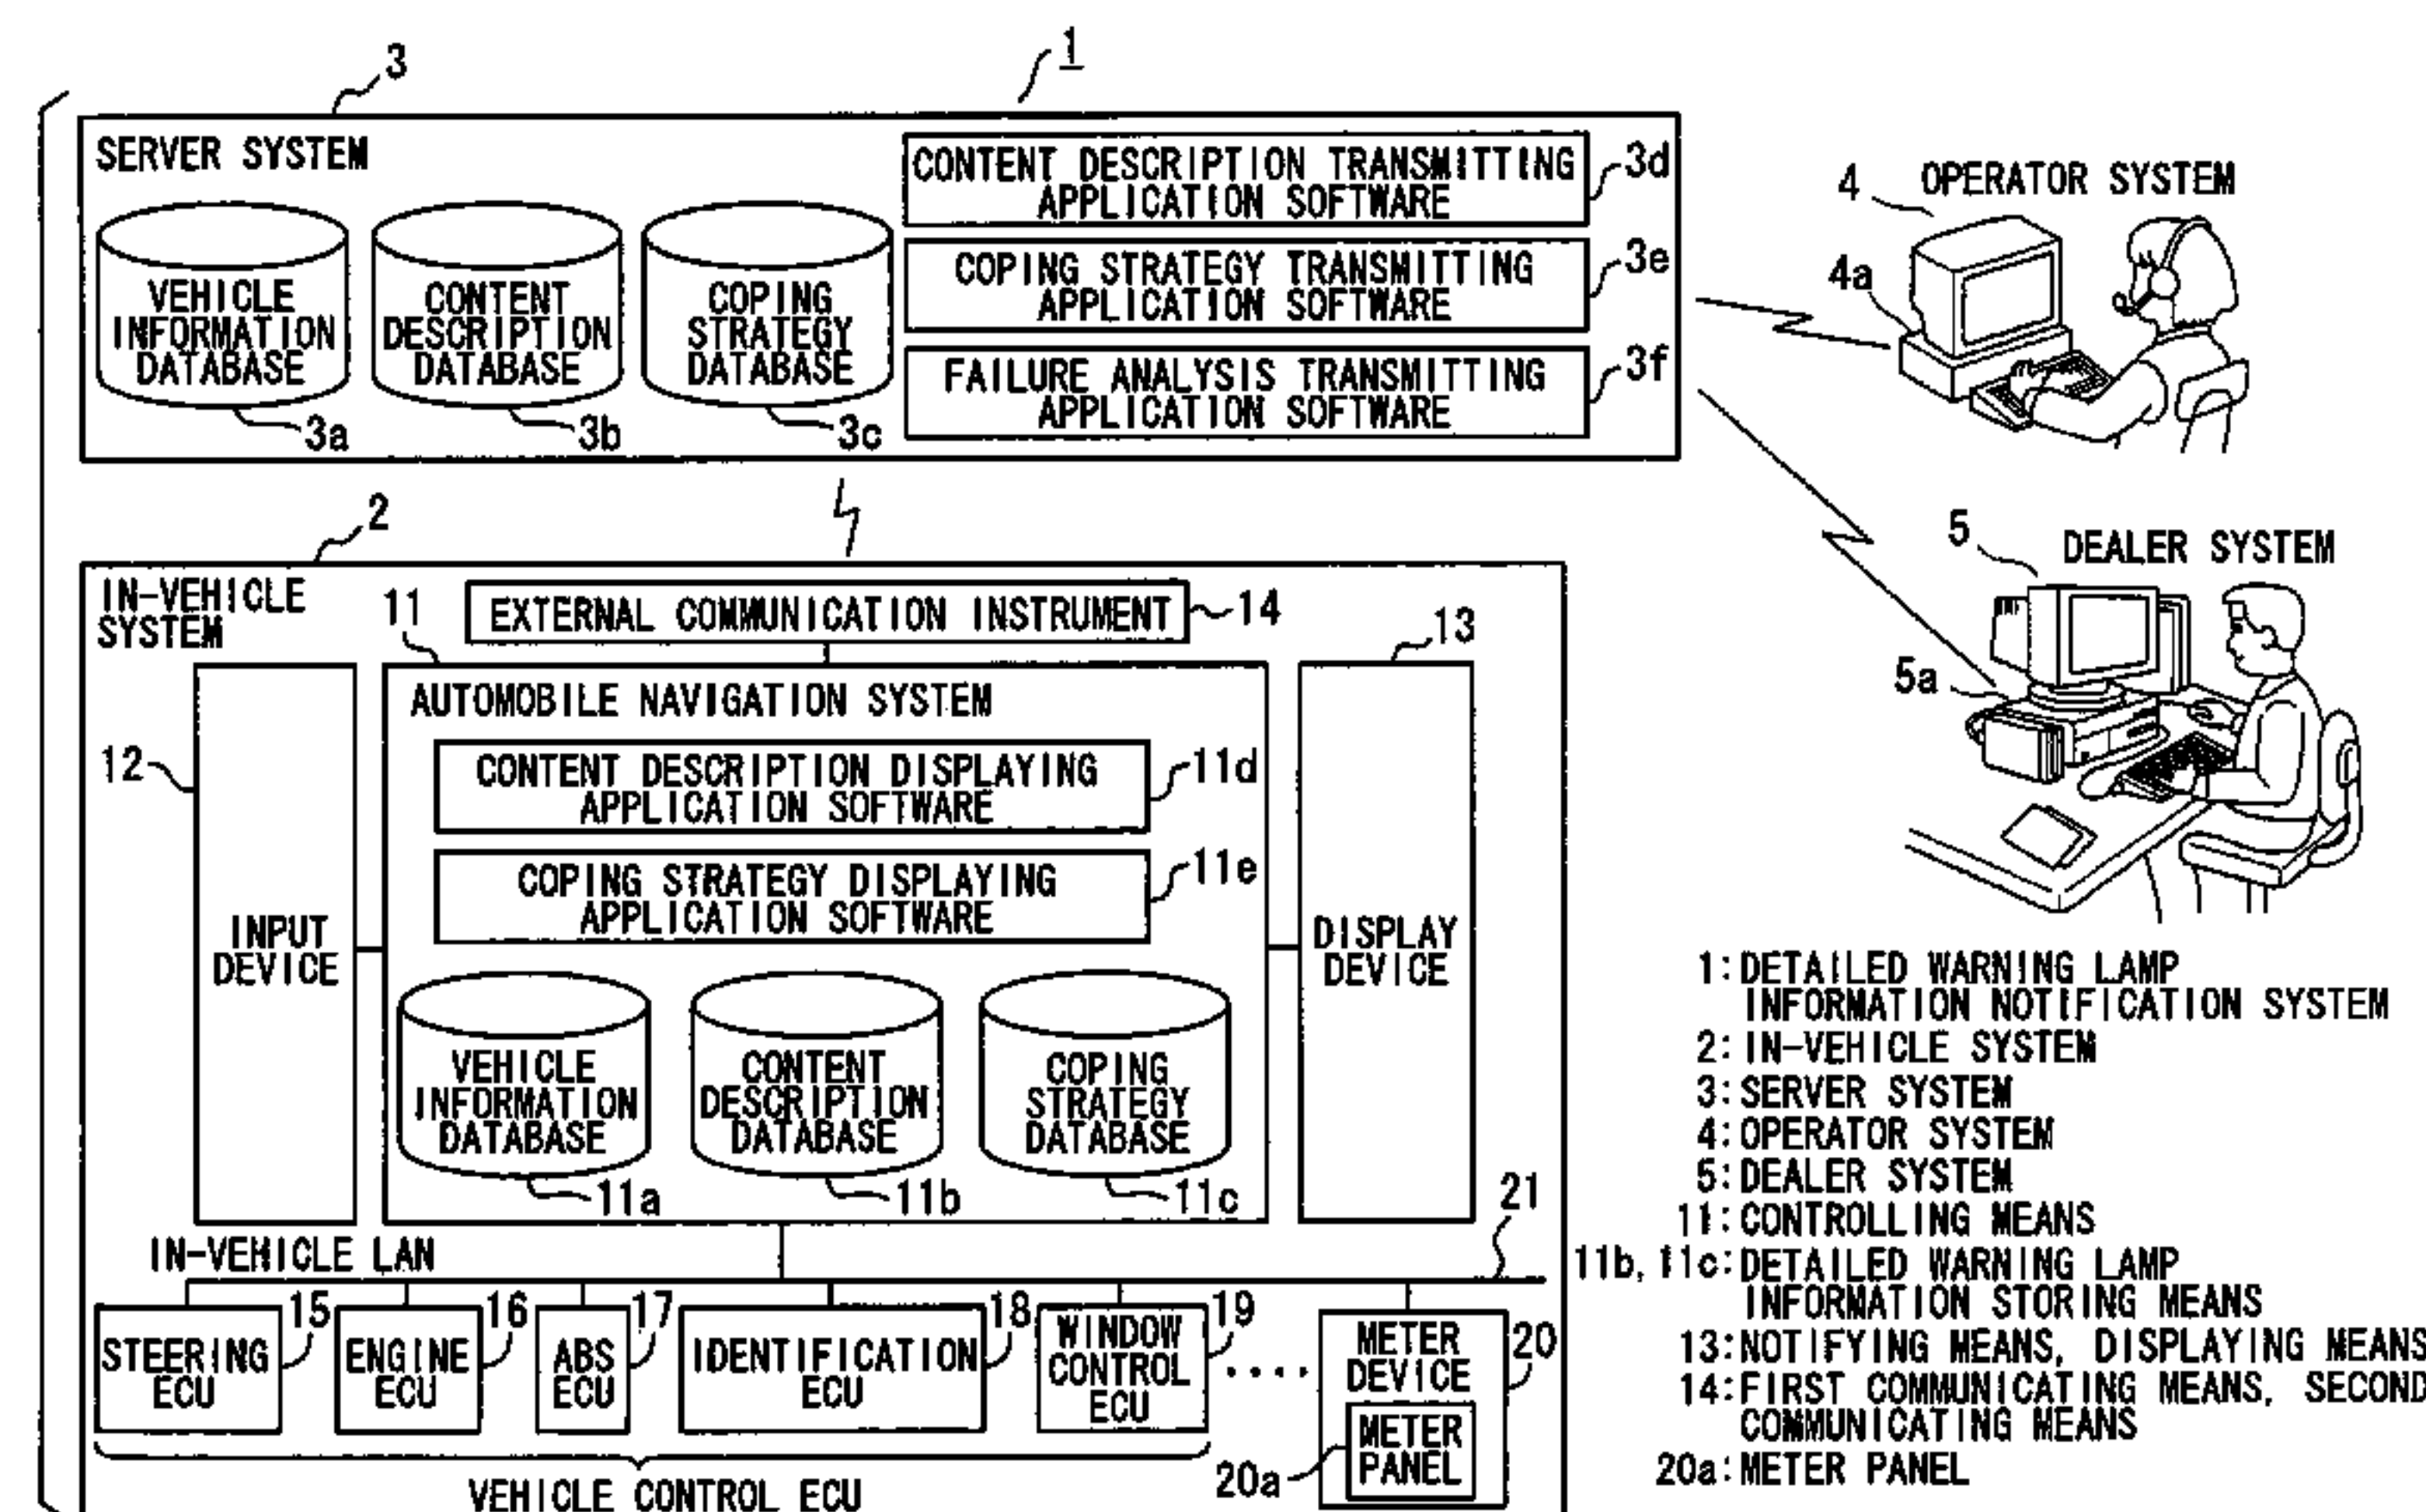 1
3
SERVER SYSTEM
VEHICLE
INFORMATION
DATABASE
3a
CONTENT
DESCRIPTION
DATABASE
3b
COPING
STRATEGY
DATABASE
3c
CONTENT DESCRIPTION TRANSMITTING
APPLICATION SOFTWARE
3d
COPING STRATEGY TRANSMITTING
APPLICATION SOFTWARE
3e
FAILURE ANALYSIS TRANSMITTING
APPLICATION SOFTWARE
3f
4
OPERATOR SYSTEM
4a
5
DEALER SYSTEM
5a
2
IN-VEHICLE
SYSTEM
EXTERNAL COMMUNICATION INSTRUMENT
14
11
AUTOMOBILE NAVIGATION SYSTEM
12
INPUT
DEVICE
CONTENT DESCRIPTION DISPLAYING
APPLICATION SOFTWARE
11d
COPING STRATEGY DISPLAYING
APPLICATION SOFTWARE
11e
VEHICLE
INFORMATION
DATABASE
11a
CONTENT
DESCRIPTION
DATABASE
11b
COPING
STRATEGY
DATABASE
11c
13
DISPLAY
DEVICE
IN-VEHICLE LAN
21
STEERING
ECU
15
ENGINE
ECU
16
ABS
ECU
17
IDENTIFICATION
ECU
18
WINDOW
CONTROL
ECU
19
....
METER
DEVICE
20
METER
PANEL
20a
VEHICLE CONTROL ECU
1:DETAILED WARNING LAMP
INFORMATION NOTIFICATION SYSTEM
2:IN-VEHICLE SYSTEM
3:SERVER SYSTEM
4:OPERATOR SYSTEM
5:DEALER SYSTEM
11:CONTROLLING MEANS
11b, 11c:DETAILED WARNING LAMP
INFORMATION STORING MEANS
13:NOTIFYING MEANS, DISPLAYING MEANS
14:FIRST COMMUNICATING MEANS, SECOND
COMMUNICATING MEANS
20a:METER PANEL